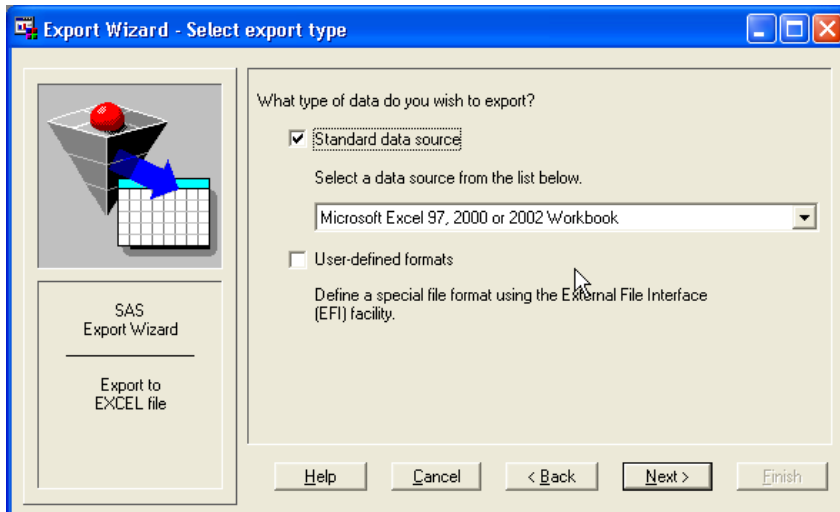 Export Wizard - Select export type
What type of data do you wish to export?
Standard data source
Select a data source from the list below.
Microsoft Excel 97, 2000 or 2002 Workbook
User-defined formats
Define a special file format using the External File Interface
(EFI) facility.
SAS
Export Wizard
Export to
EXCEL file
Help
Cancel
< Back
Next >
Finish